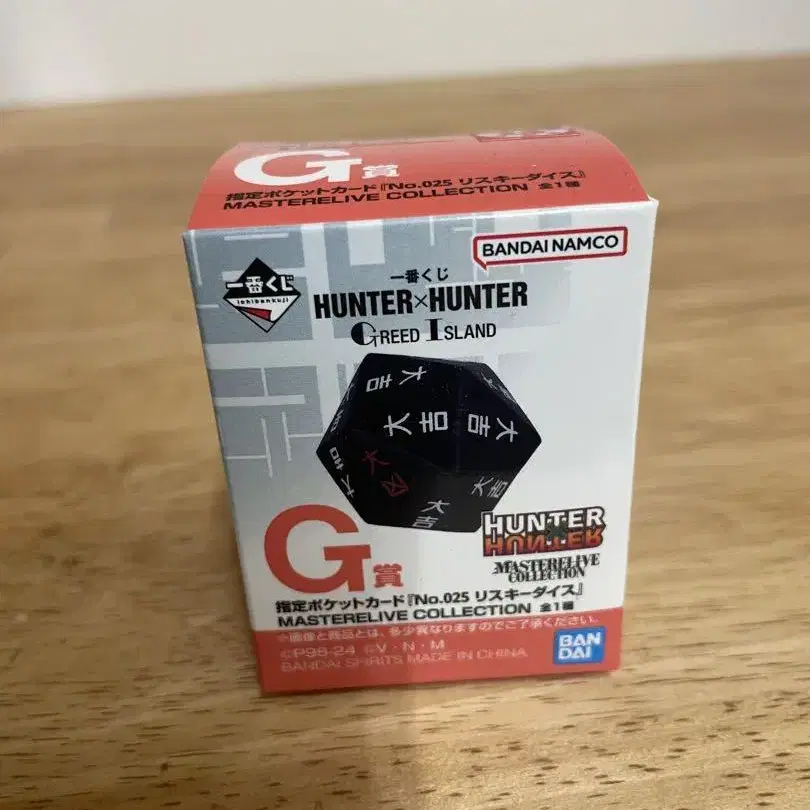 G賞
指定ポケットカード『No.025 リスキーダイス』
MASTERELIVE COLLECTION 全1種
BANDAI NAMCO
一番くじ
ichibankuji
一番くじ
HUNTER×HUNTER
GREED ISLAND
大吉
大吉
大吉
大吉
大凶
大吉
大吉
HUNTER
HUNTER
MASTERELIVE
COLLECTION
G賞
指定ポケットカード『No.025 リスキーダイス』
MASTERELIVE COLLECTION 全1種
※画像と商品とは、多少異なりますのでご了承ください。
©P98-24 ©V・N・M
BANDAI SPIRITS MADE IN CHINA
BAN
DAI